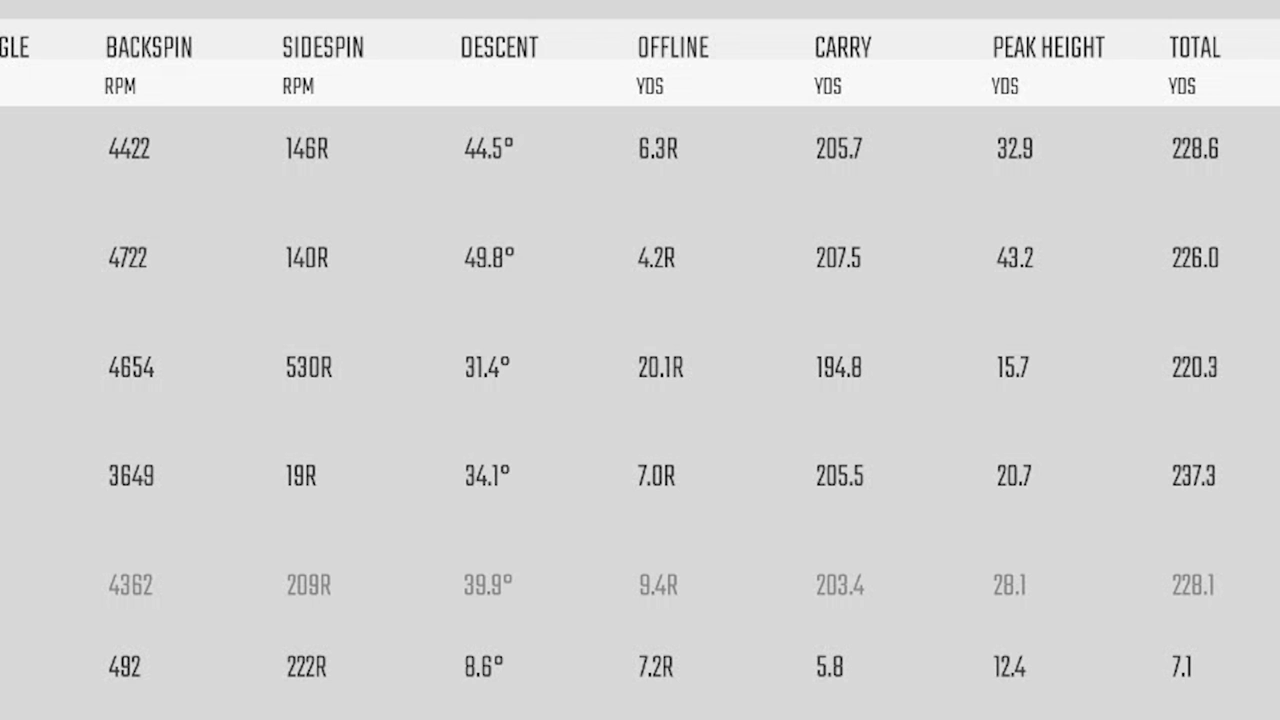 GLE BACKSPIN SIDESPIN DESCENT OFFLINE CARRY PEAK HEIGHT TOTAL
RPM RPM YDS YDS YDS YDS
4422 146R 44.5° 6.3R 205.7 32.9 228.6
4722 140R 49.8° 4.2R 207.5 43.2 226.0
4654 530R 31.4° 20.1R 194.8 15.7 220.3
3649 19R 34.1° 7.0R 205.5 20.7 237.3
4362 209R 39.9° 9.4R 203.4 28.1 228.1
492 222R 8.6° 7.2R 5.8 12.4 7.1